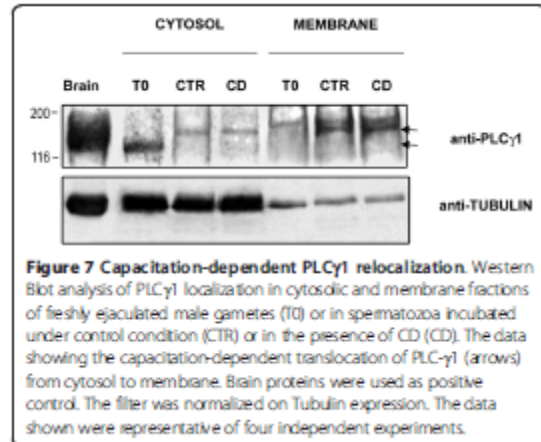 CYTOSOL MEMBRANE
Brain T0 CTR CD T0 CTR CD
200-
anti-PLCγ1
116-
anti-TUBULIN
Figure 7 Capacitation-dependent PLCγ1 relocalization. Western
Blot analysis of PLCγ1 localization in cytosolic and membrane fractions
of freshly ejaculated male gametes (T0) or in spermatozoa incubated
under control condition (CTR) or in the presence of CD (CD). The data
showing the capacitation-dependent translocation of PLC-γ1 (arrows)
from cytosol to membrane. Brain proteins were used as positive
control. The filter was normalized on Tubulin expression. The data
shown were representative of four independent experiments.